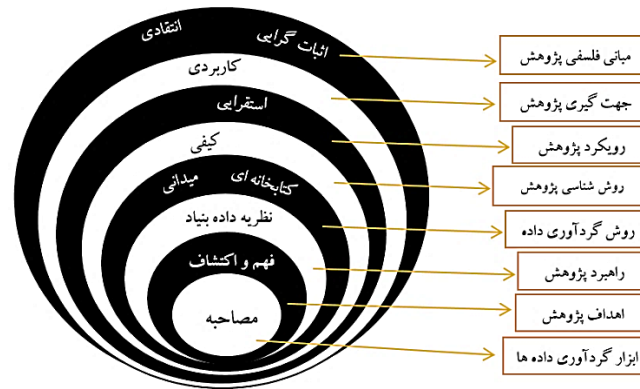 اثبات گرایی
انتقادی
کاربردی
استقرایی
کیفی
کتابخانه ای
میدانی
نظریه داده بنیاد
فهم و اکتشاف
مصاحبه
مبانی فلسفی پژوهش
جهت گیری پژوهش
رویکرد پژوهش
روش شناسی پژوهش
روش گردآوری داده
راهبرد پژوهش
اهداف پژوهش
ابزار گردآوری داده ها